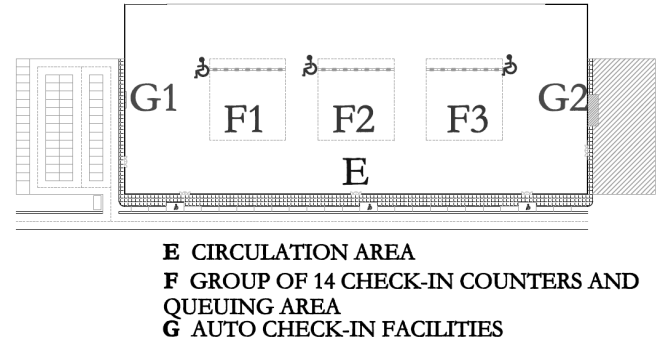 G1 F1 F2 F3 G2
E
E CIRCULATION AREA
F GROUP OF 14 CHECK-IN COUNTERS AND
QUEUING AREA
G AUTO CHECK-IN FACILITIES